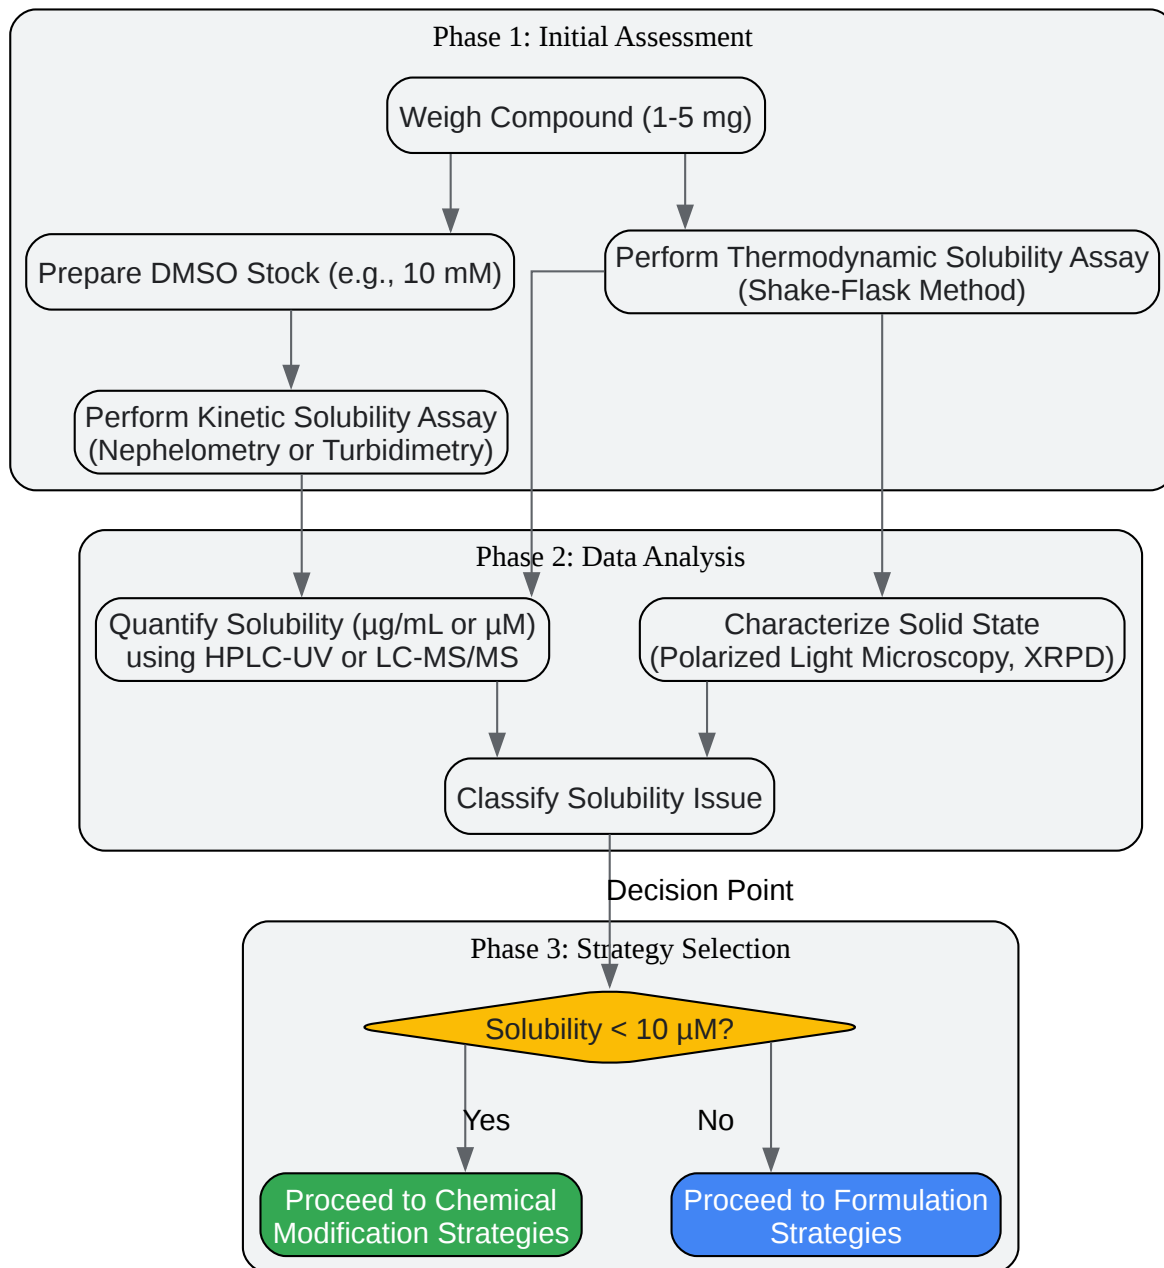 Phase 1: Initial Assessment
Weigh Compound (1-5 mg)
Prepare DMSO Stock (e.g., 10 mM)
Perform Thermodynamic Solubility Assay
(Shake-Flask Method)
Perform Kinetic Solubility Assay
(Nephelometry or Turbidimetry)
Phase 2: Data Analysis
Quantify Solubility (µg/mL or µM)
using HPLC-UV or LC-MS/MS
Characterize Solid State
(Polarized Light Microscopy, XRPD)
Classify Solubility Issue
Decision Point
Phase 3: Strategy Selection
Solubility < 10 µM?
Yes
No
Proceed to Chemical
Modification Strategies
Proceed to Formulation
Strategies